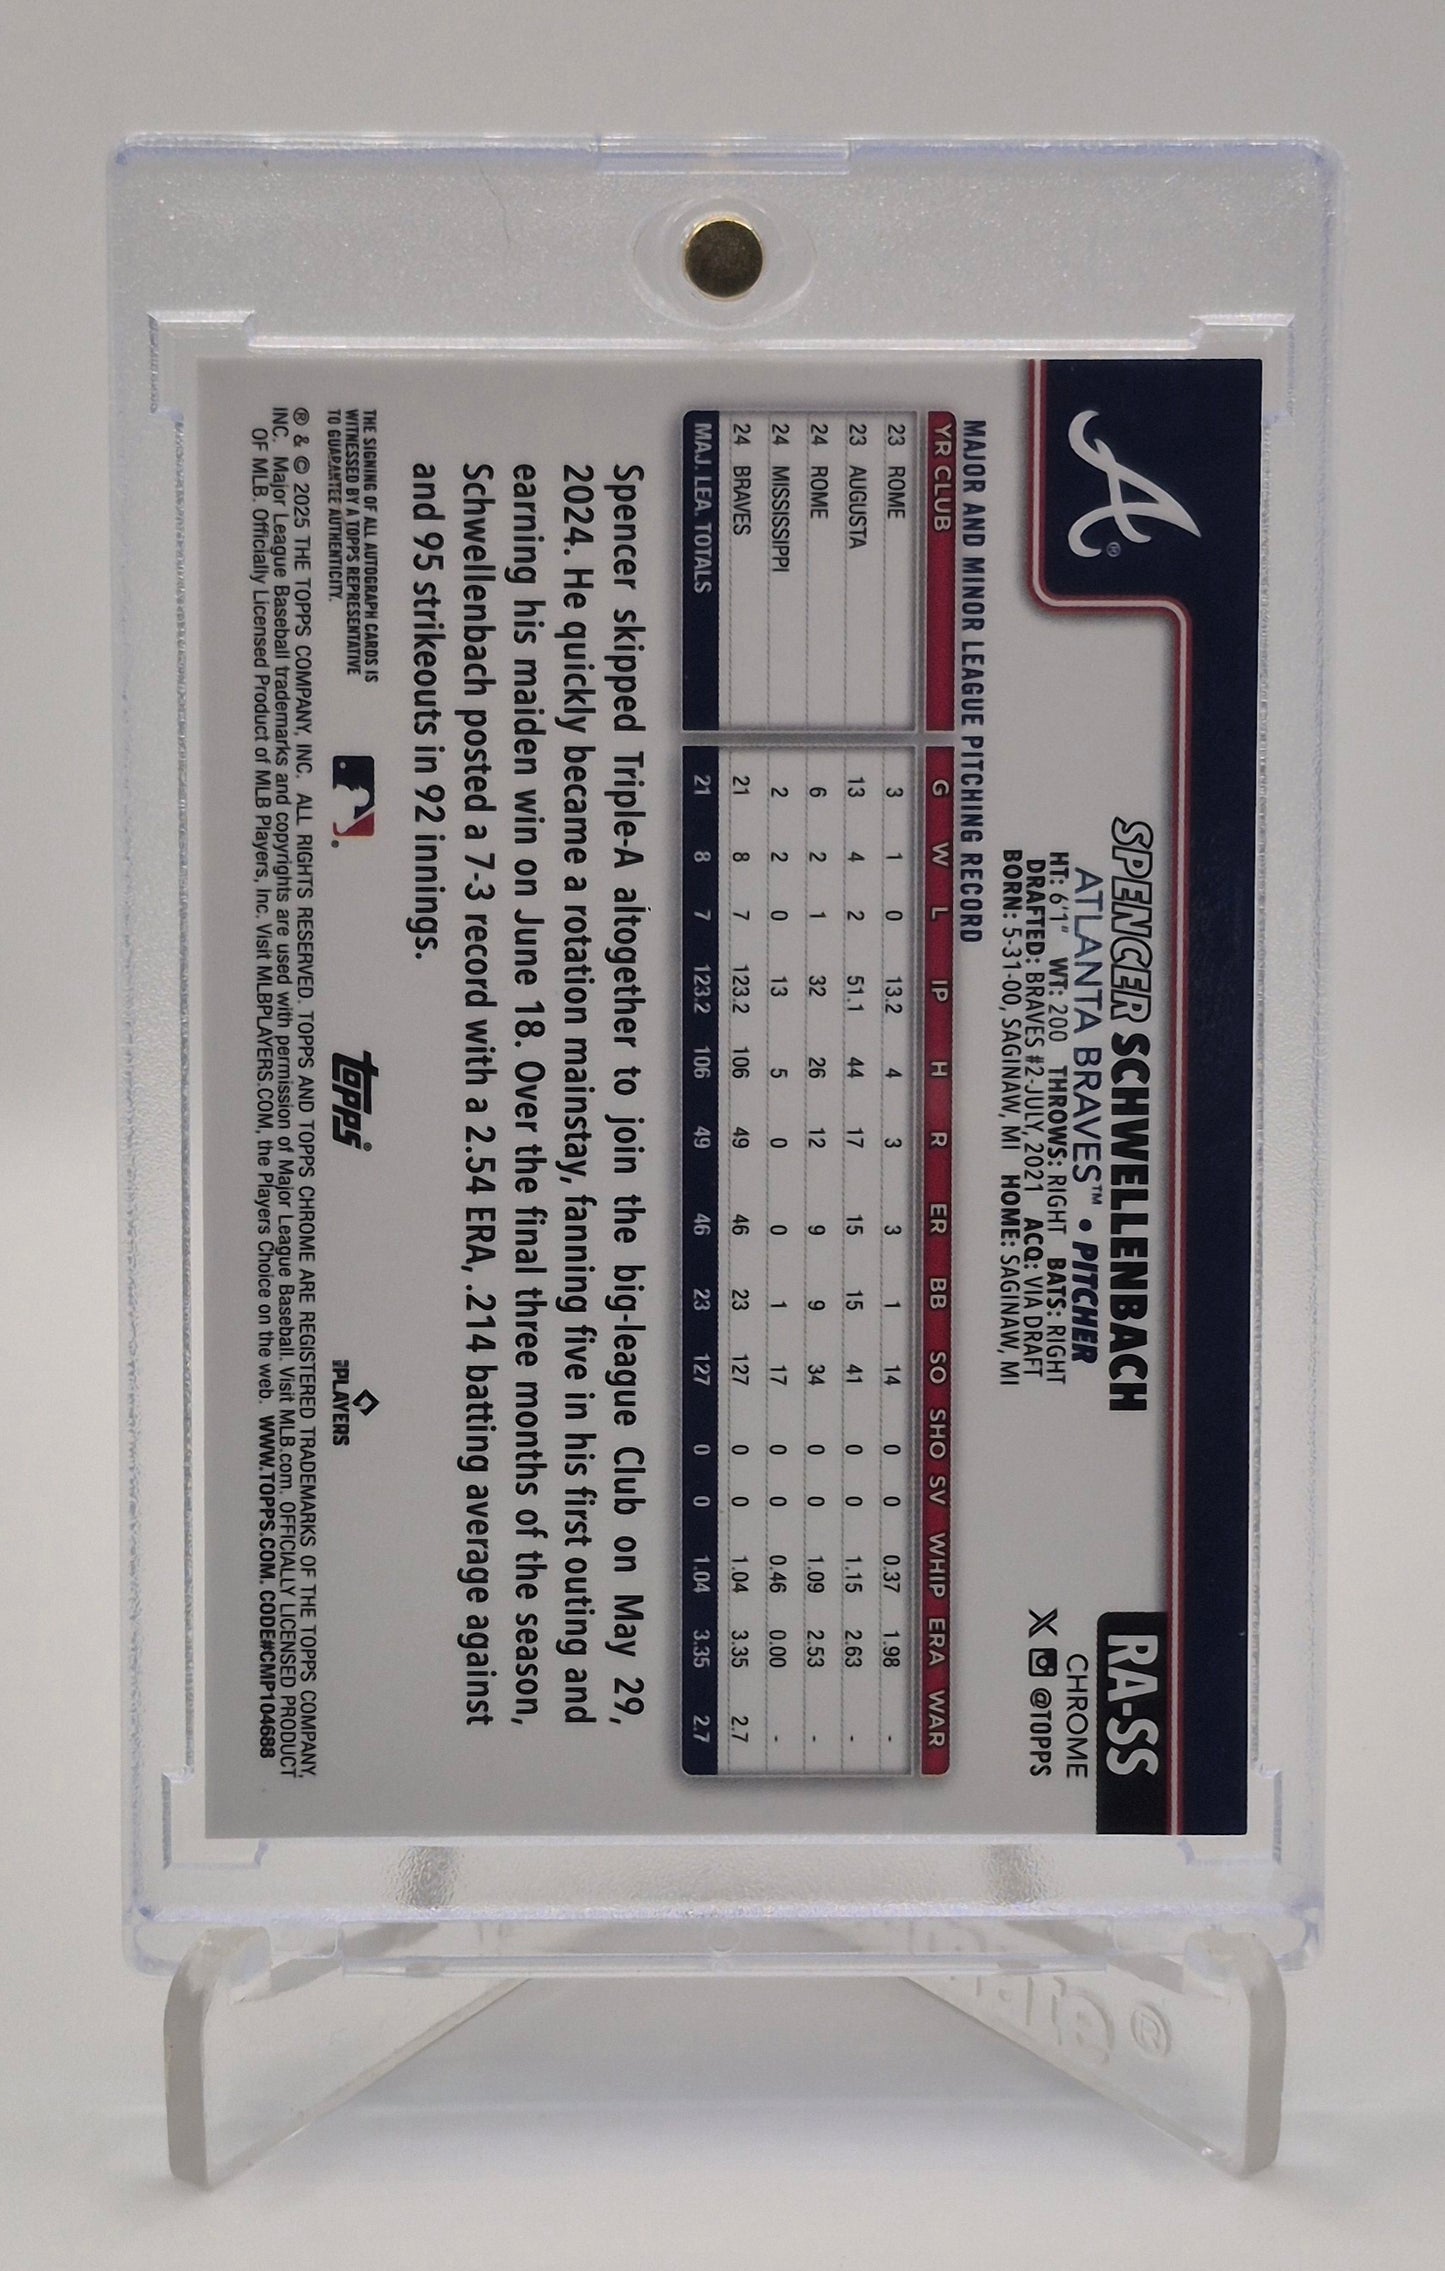 A®
RA-SS
SPENCER SCHWELLENBACH
CHROME
ATLANTA BRAVES™ • PITCHER
HT: 6'1" WT: 200 THROWS: RIGHT BATS: RIGHT
X @TOPPS
DRAFTED: BRAVES #2-JULY, 2021 ACQ: VIA DRAFT
BORN: 5-31-00, SAGINAW, MI HOME: SAGINAW, MI
MAJOR AND MINOR LEAGUE PITCHING RECORD
YR CLUB G W L IP H R ER BB SO SHO SV WHIP ERA WAR
23 ROME 3 1 0 13.2 4 3 3 1 14 0 0 0.37 1.98 -
23 AUGUSTA 13 4 2 51.1 44 17 15 15 41 0 0 1.15 2.63 -
24 ROME 6 2 1 32 26 12 9 9 34 0 0 1.09 2.53 -
24 MISSISSIPPI 2 2 0 13 5 0 0 1 17 0 0 0.46 0.00 -
24 BRAVES 21 8 7 123.2 106 49 46 23 127 0 0 1.04 3.35 2.7
MAJ. LEA. TOTALS 21 8 7 123.2 106 49 46 23 127 0 0 1.04 3.35 2.7
Spencer skipped Triple-A altogether to join the big-league Club on May 29,
2024. He quickly became a rotation mainstay, fanning five in his first outing and
earning his maiden win on June 18. Over the final three months of the season,
Schwellenbach posted a 7-3 record with a 2.54 ERA, .214 batting average against
and 95 strikeouts in 92 innings.
THE SIGNING OF ALL AUTOGRAPH CARDS IS
WITNESSED BY A TOPPS REPRESENTATIVE
TO GUARANTEE AUTHENTICITY.
topps®
PLAYERS
® & © 2025 THE TOPPS COMPANY, INC. ALL RIGHTS RESERVED. TOPPS AND TOPPS CHROME ARE REGISTERED TRADEMARKS OF THE TOPPS COMPANY,
INC. Major League Baseball trademarks and copyrights are used with permission of Major League Baseball. Visit MLB.com. OFFICIALLY LICENSED PRODUCT
OF MLB. Officially Licensed Product of MLB Players, Inc. Visit MLBPLAYERS.COM, the Players Choice on the web. WWW.TOPPS.COM. CODE#CMP104688